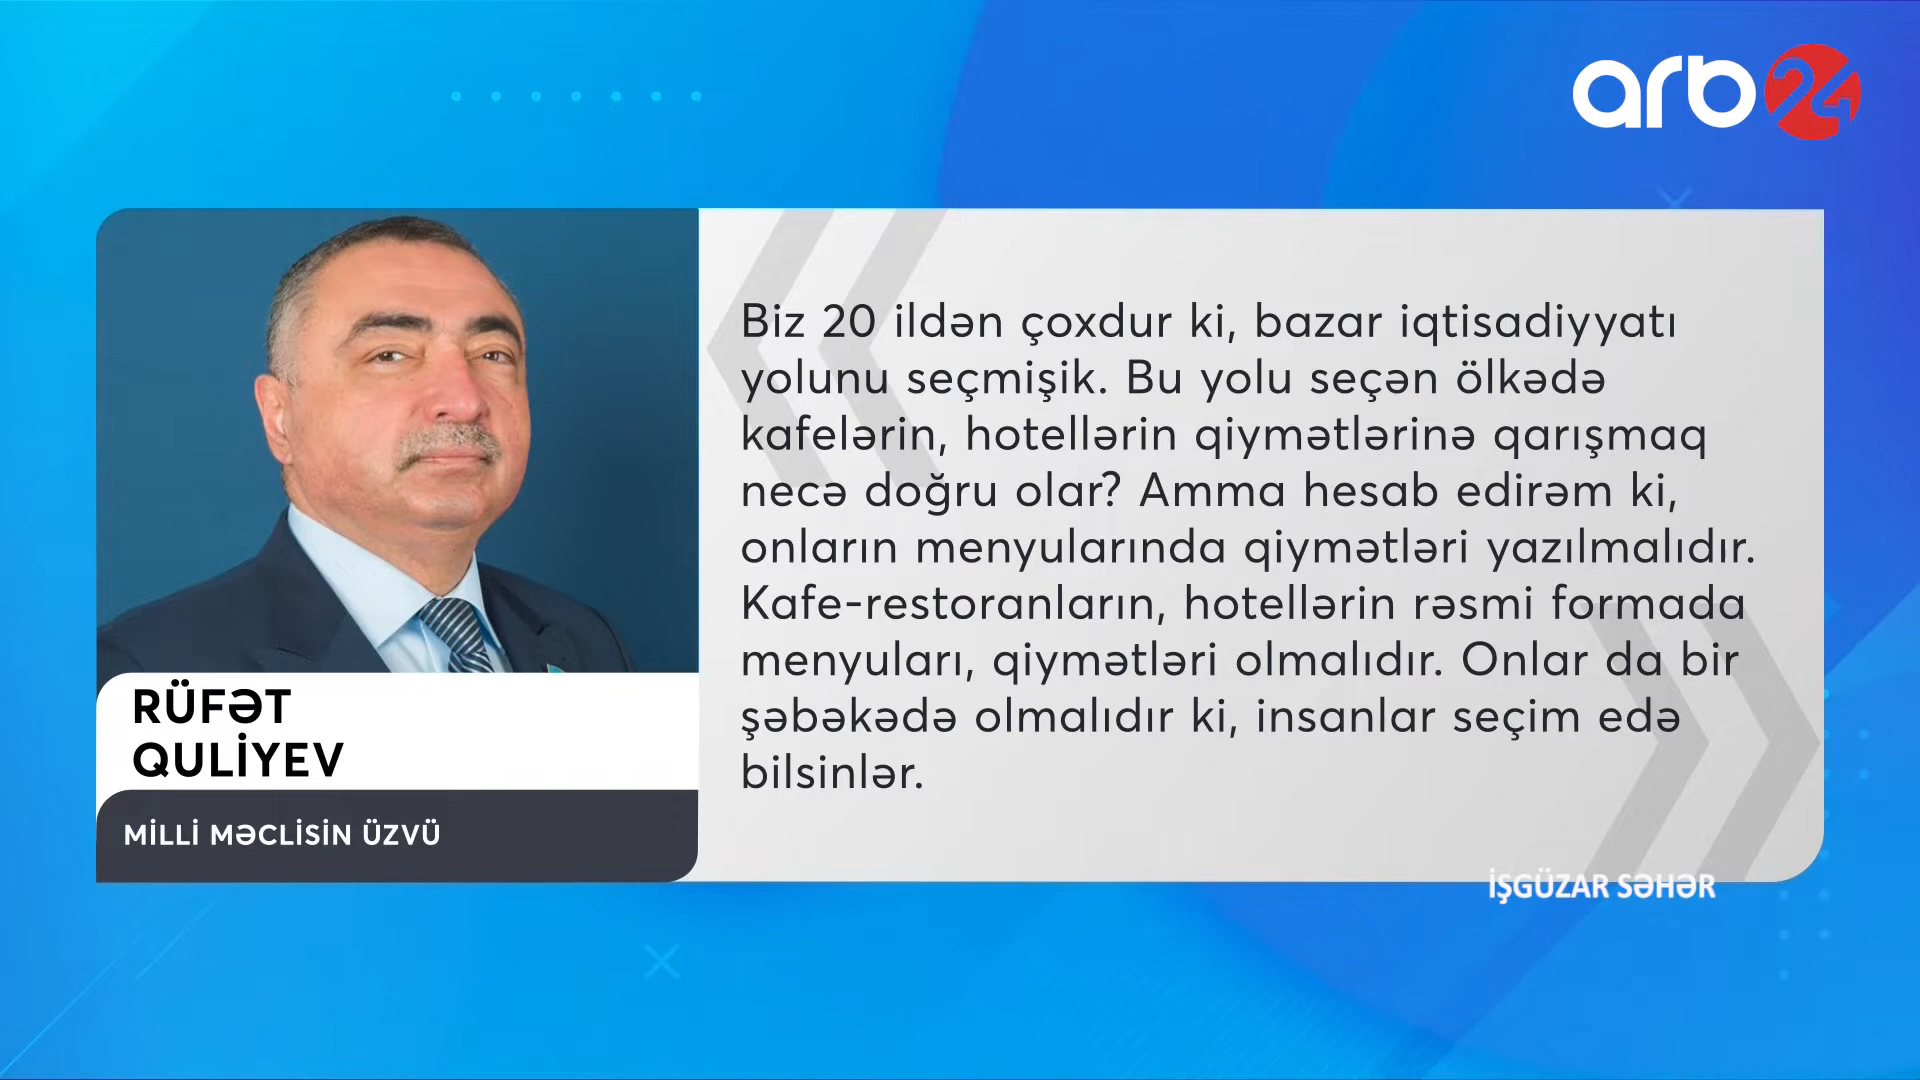 arb24
Biz 20 ildən çoxdur ki, bazar iqtisadiyyatı
yolunu seçmişik. Bu yolu seçən ölkədə
kafelərin, hotellərin qiymətlərinə qarışmaq
necə doğru olar? Amma hesab edirəm ki,
onların menyularında qiymətləri yazılmalıdır.
Kafe-restoranların, hotellərin rəsmi formada
menyuları, qiymətləri olmalıdır. Onlar da bir
şəbəkədə olmalıdır ki, insanlar seçim edə
bilsinlər.
RÜFƏT
QULİYEV
MİLLİ MƏCLİSİN ÜZVÜ
İŞGÜZAR SƏHƏR